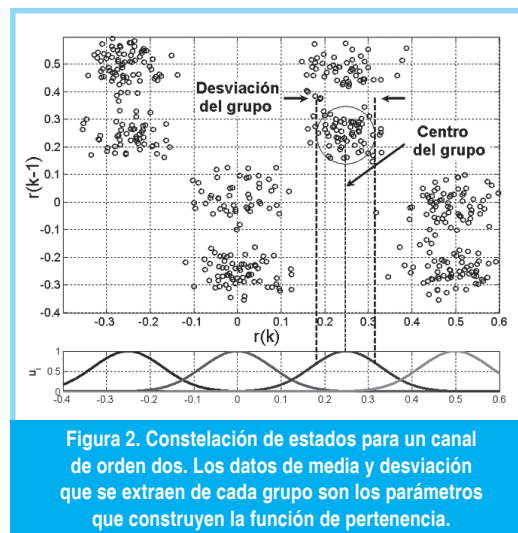 0.5
0.4
0.3
0.2
0.1
0
-0.1
-0.2
-0.3
-0.4
r(k-1)
Desviación
del grupo
Centro
del grupo
-0.3 -0.2 -0.1 0 0.1 0.2 0.3 0.4 0.5 0.6
r(k)
1
0.5
0
ui
-0.4 -0.3 -0.2 -0.1 0 0.1 0.2 0.3 0.4 0.5 0.6
Figura 2. Constelación de estados para un canal
de orden dos. Los datos de media y desviación
que se extraen de cada grupo son los parámetros
que construyen la función de pertenencia.